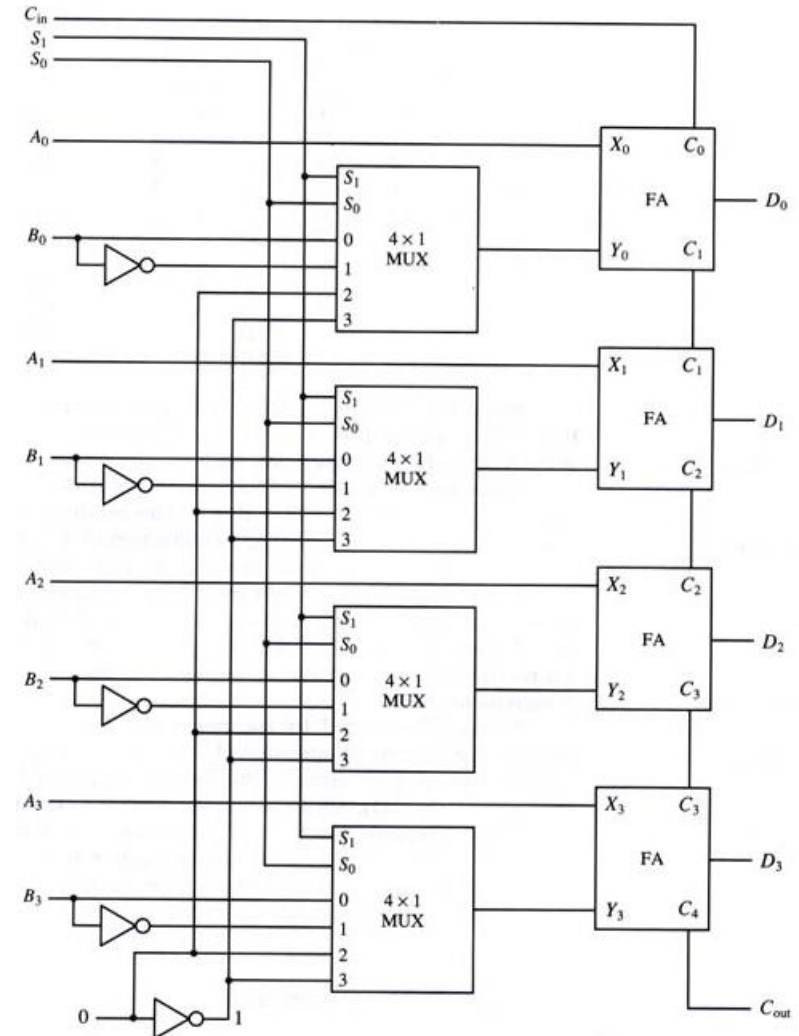 C_in
S_1
S_0
A_0
X_0 C_0
S_1
S_0
FA
D_0
B_0
0
4 × 1
MUX
1
Y_0 C_1
2
3
A_1
X_1 C_1
S_1
S_0
FA
D_1
B_1
0
4 × 1
MUX
1
Y_1 C_2
2
3
A_2
X_2 C_2
S_1
S_0
FA
D_2
B_2
0
4 × 1
MUX
1
Y_2 C_3
2
3
A_3
X_3 C_3
S_1
S_0
FA
D_3
B_3
0
4 × 1
MUX
1
Y_3 C_4
2
3
0 1
C_out